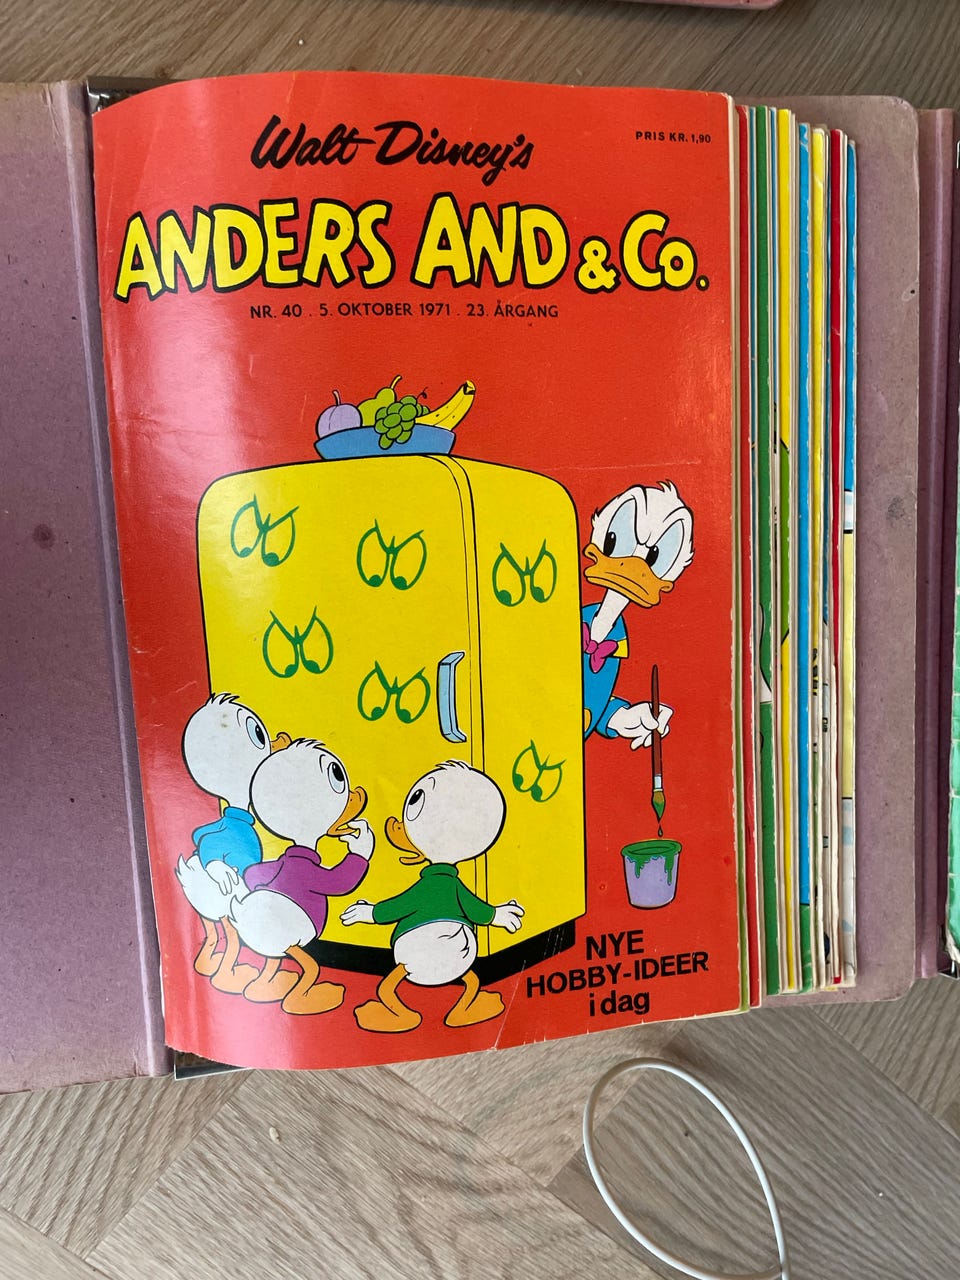 Walt Disney's
PRIS KR. 1,90
ANDERS AND & Co.
NR. 40 . 5. OKTOBER 1971 . 23. ÅRGANG
NYE
HOBBY-IDEER
i dag